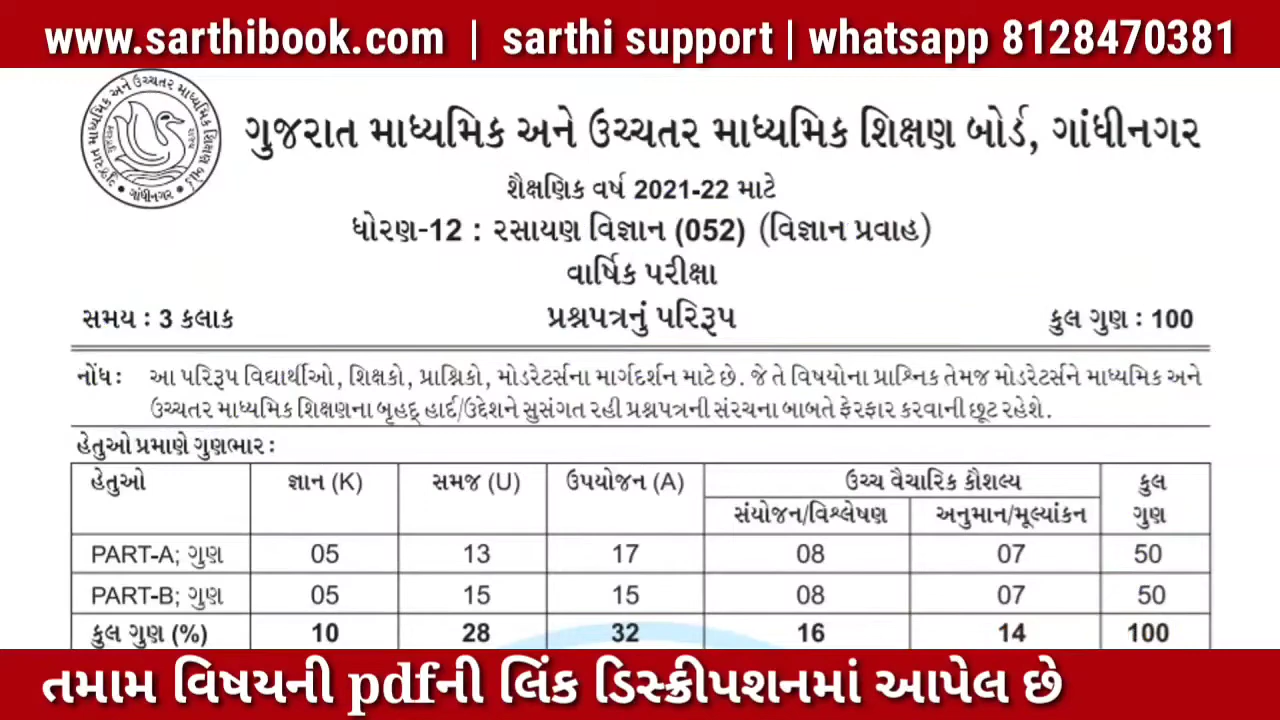 www.sarthibook.com | sarthi support | whatsapp 8128470381
ગુજરાત માધ્યમિક અને ઉચ્ચતર માધ્યમિક શિક્ષણ બોર્ડ, ગાંધીનગર
શૈક્ષણિક વર્ષ 2021-22 માટે
ધોરણ-12 : રસાયણ વિજ્ઞાન (052) (વિજ્ઞાન પ્રવાહ)
વાર્ષિક પરીક્ષા
સમય : 3 કલાક પ્રશ્નપત્રનું પરિરૂપ કુલ ગુણ : 100
નોંધ : આ પરિરૂપ વિદ્યાર્થીઓ, શિક્ષકો, પ્રાશ્નિકો, મોડરેટર્સના માર્ગદર્શન માટે છે. જે તે વિષયોના પ્રાશ્નિક તેમજ મોડરેટર્સને માધ્યમિક અને
ઉચ્ચતર માધ્યમિક શિક્ષણના બૃહદ્ હાર્દ/ઉદ્દેશને સુસંગત રહી પ્રશ્નપત્રની સંરચના બાબતે ફેરફાર કરવાની છૂટ રહેશે.
હેતુઓ પ્રમાણે ગુણભાર :
હેતુઓ જ્ઞાન (K) સમજ (U) ઉપયોજન (A) ઉચ્ચ વૈચારિક કૌશલ્ય કુલ
સંયોજન/વિશ્લેષણ અનુમાન/મૂલ્યાંકન ગુણ
PART-A; ગુણ 05 13 17 08 07 50
PART-B; ગુણ 05 15 15 08 07 50
કુલ ગુણ (%) 10 28 32 16 14 100
તમામ વિષયની pdfની લિંક ડિસ્ક્રીપશનમાં આપેલ છે